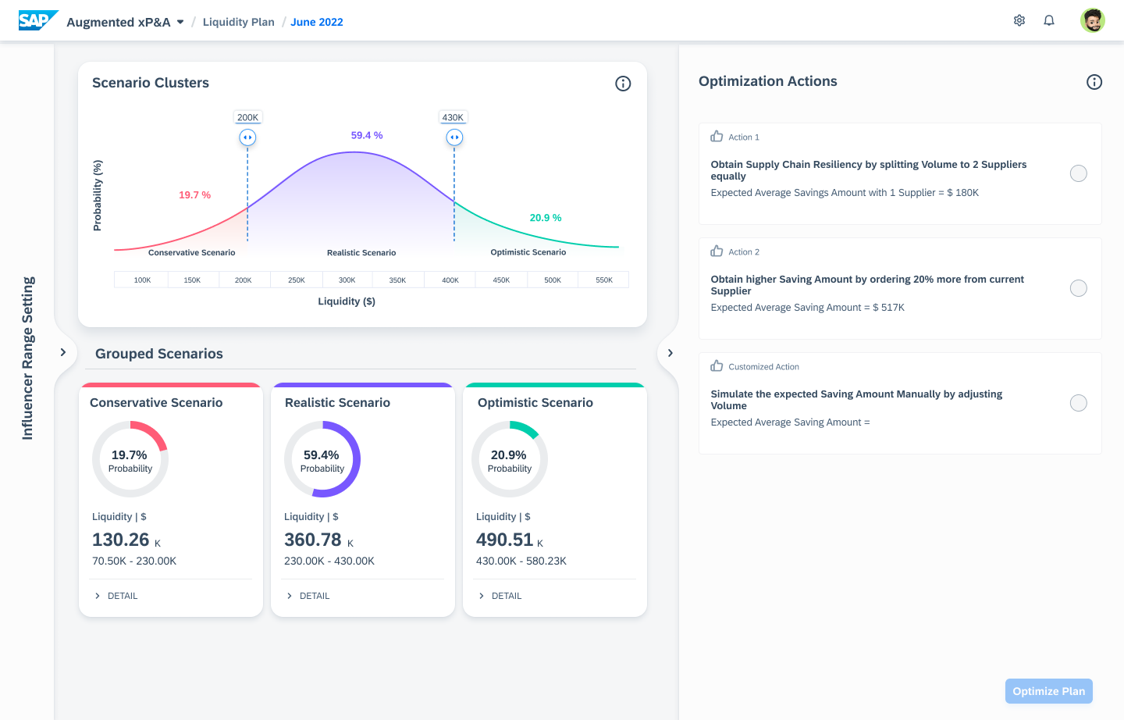 SAP Augmented xP&A / Liquidity Plan / June 2022
Influencer Range Setting
Scenario Clusters
200K
430K
59.4 %
19.7 %
20.9 %
Probability (%)
Conservative Scenario
Realistic Scenario
Optimistic Scenario
100K 150K 200K 250K 300K 350K 400K 450K 500K 550K
Liquidity ($)
Grouped Scenarios
Conservative Scenario
19.7%
Probability
Liquidity | $
130.26 K
70.50K - 230.00K
DETAIL
Realistic Scenario
59.4%
Probability
Liquidity | $
360.78 K
230.00K - 430.00K
DETAIL
Optimistic Scenario
20.9%
Probability
Liquidity | $
490.51 K
430.00K - 580.23K
DETAIL
Optimization Actions
Action 1
Obtain Supply Chain Resiliency by splitting Volume to 2 Suppliers
equally
Expected Average Savings Amount with 1 Supplier = $ 180K
Action 2
Obtain higher Saving Amount by ordering 20% more from current
Supplier
Expected Average Saving Amount = $ 517K
Customized Action
Simulate the expected Saving Amount Manually by adjusting
Volume
Expected Average Saving Amount =
Optimize Plan